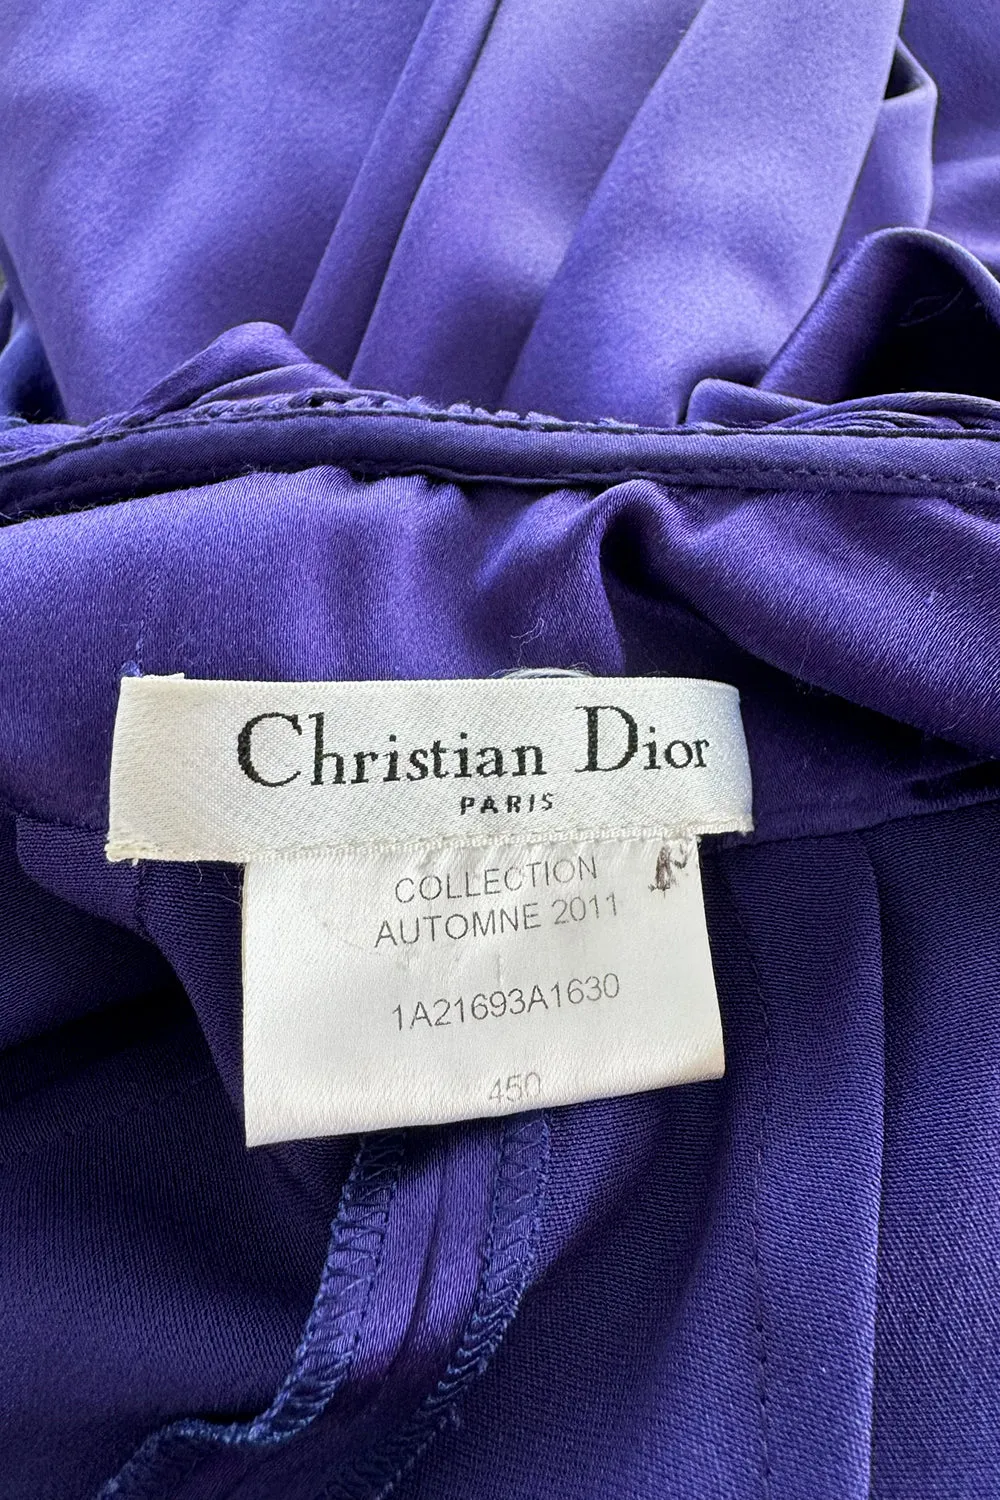 Christian Dior
PARIS
COLLECTION
AUTOMNE 2011
1A21693A1630
450